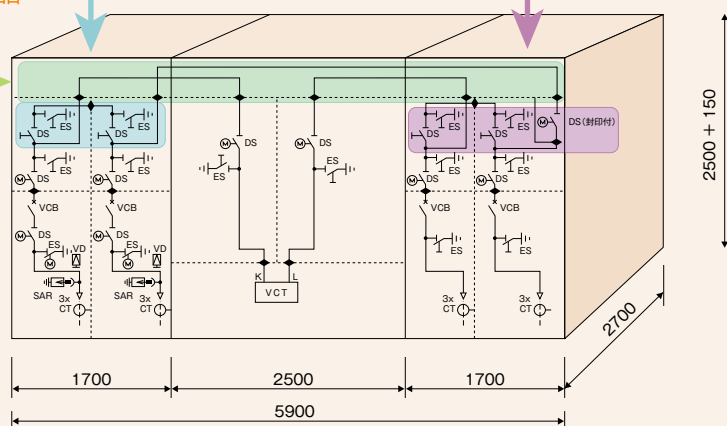 DS
ES
DS
ES
DS
ES
DS
ES
DS
ES
DS
ES
DS(封印付)
ES
DS
ES
DS
DS
ES
DS
ES
ES
DS
ES
DS
VCB
VCB
VCB
VCB
DS
ES
VD
DS
ES
VD
ES
ES
SAR
3x
CT
SAR
3x
CT
K
L
VCT
3x
CT
3x
CT
M
M
M
M
M
M
M
M
M
M
M
1700
2500
1700
5900
2700
2500 + 150